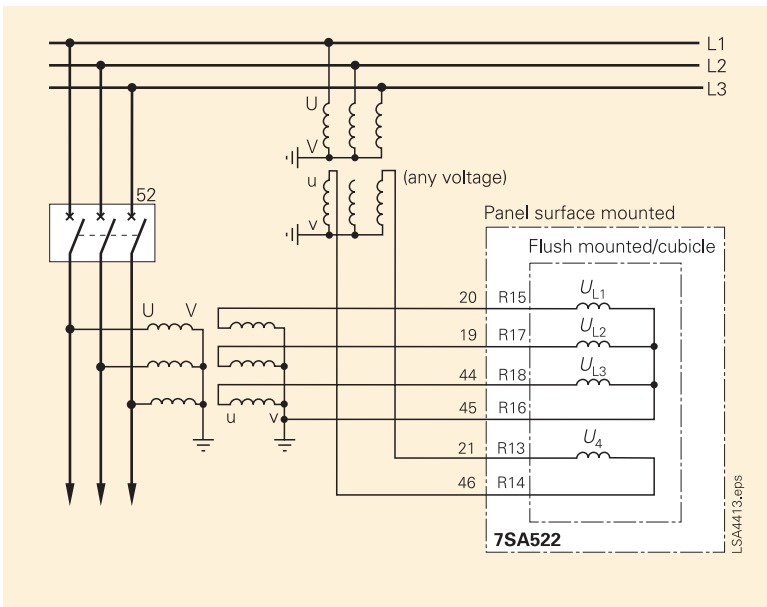 L1
L2
L3
U
V
u
v
(any voltage)
52
Panel surface mounted
Flush mounted/cubicle
U V
u v
20 R15 UL1
19 R17 UL2
44 R18 UL3
45 R16
21 R13 U4
46 R14
7SA522
LSA4413.eps